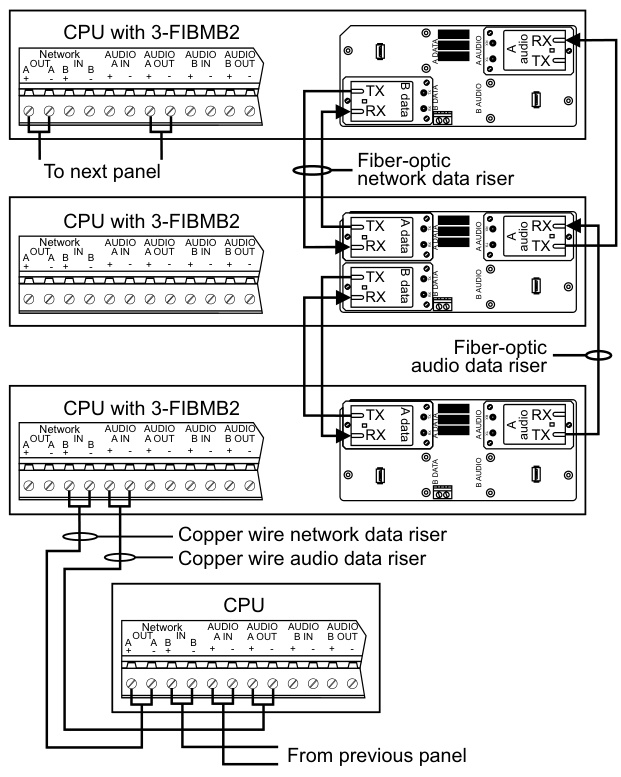 CPU with 3-FIBMB2
Network
OUT IN
A A B B
+ - + -
AUDIO AUDIO AUDIO AUDIO
A IN A OUT B IN B OUT
+ - + - + - + -
To next panel
A DATA
A AUDIO
A audio
RX
TX
TX
RX
B data
B DATA
B AUDIO
Fiber-optic
network data riser
CPU with 3-FIBMB2
Network
OUT IN
A A B B
+ - + -
AUDIO AUDIO AUDIO AUDIO
A IN A OUT B IN B OUT
+ - + - + - + -
TX
RX
A data
A DATA
A AUDIO
A audio
RX
TX
TX
RX
B data
B DATA
B AUDIO
Fiber-optic
audio data riser
CPU with 3-FIBMB2
Network
OUT IN
A A B B
+ - + -
AUDIO AUDIO AUDIO AUDIO
A IN A OUT B IN B OUT
+ - + - + - + -
TX
RX
A data
A DATA
A AUDIO
A audio
RX
TX
B DATA
B AUDIO
Copper wire network data riser
Copper wire audio data riser
CPU
Network
OUT IN
A A B B
+ - + -
AUDIO AUDIO AUDIO AUDIO
A IN A OUT B IN B OUT
+ - + - + - + -
From previous panel